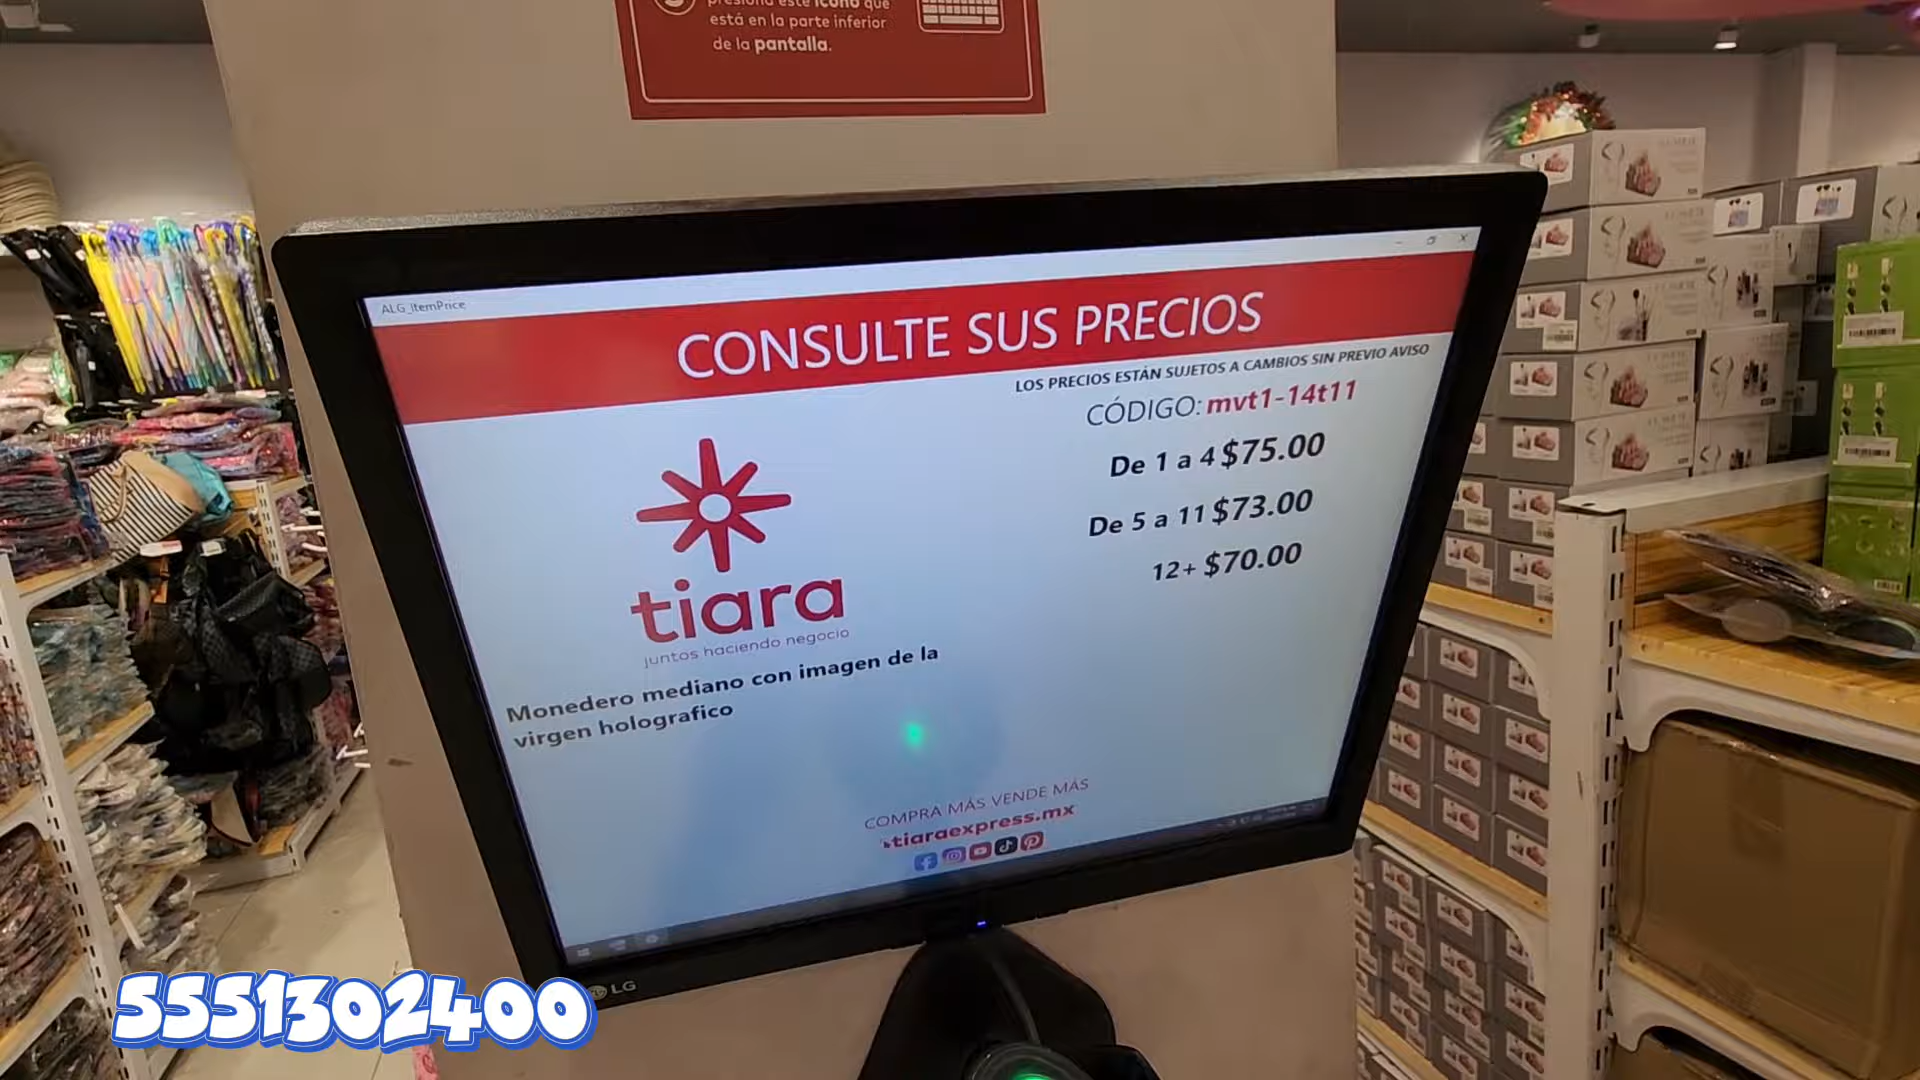 presiona este icono que
está en la parte inferior
de la pantalla.
ALG_ItemPrice
CONSULTE SUS PRECIOS
LOS PRECIOS ESTÁN SUJETOS A CAMBIOS SIN PREVIO AVISO
CÓDIGO: mvt1-14t11
De 1 a 4 $75.00
De 5 a 11 $73.00
12+ $70.00
tiara
juntos haciendo negocio
Monedero mediano con imagen de la
virgen holografico
COMPRA MÁS VENDE MÁS
tiaraexpress.mx
LG
5551302400